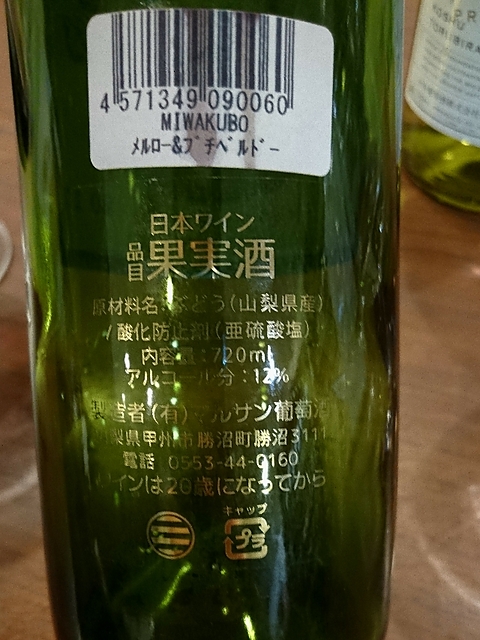 4 571349 090060
MIWAKUBO
メルロー&プチベルドー
日本ワイン
品目 果実酒
原材料名:ぶどう(山梨県産)
/酸化防止剤(亜硫酸塩)
内容量:720ml
アルコール分:12%
製造者(有)マルサン葡萄酒
山梨県甲州市勝沼町勝沼3111
電話 0553-44-0160
ワインは20歳になってから
キャップ
プラ
PR
KOSHU
TORIBIRA